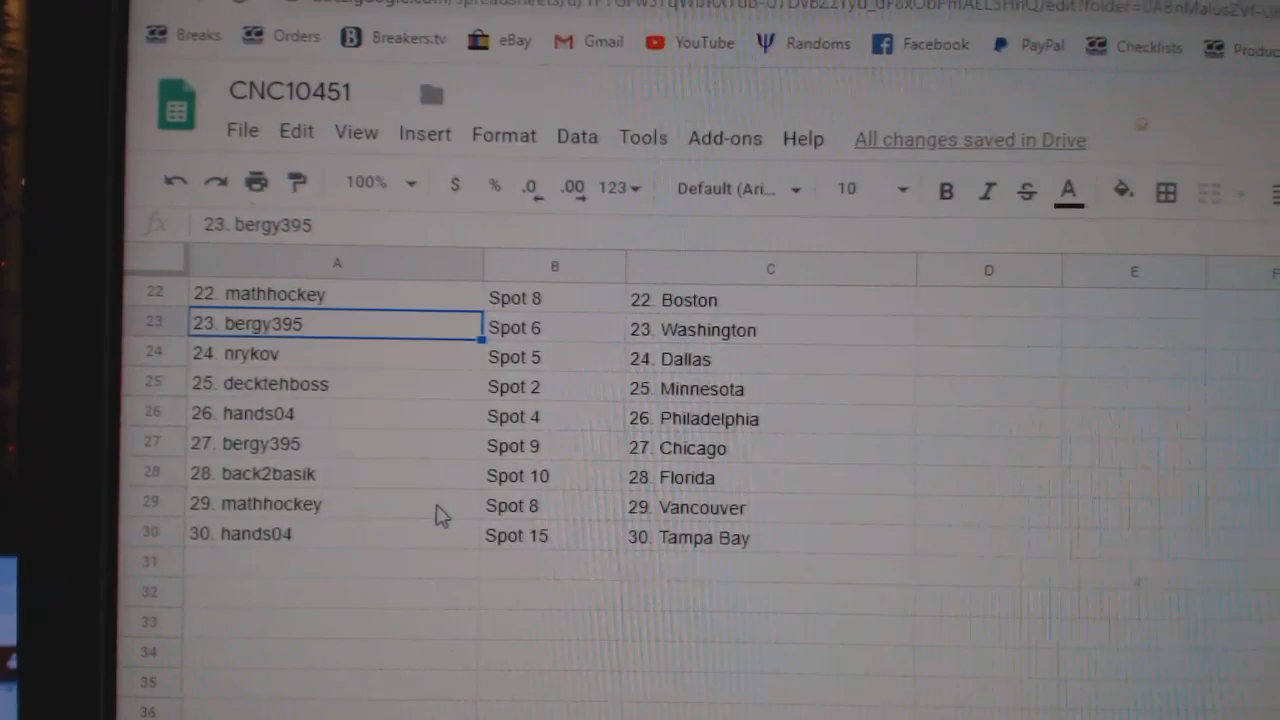 Breaks Orders Breakers.tv eBay Gmail YouTube Randoms Facebook PayPal Checklists
CNC10451
File Edit View Insert Format Data Tools Add-ons Help All changes saved in Drive
100% $ % .0 .00 123 Default (Ari... 10 B I S A
fx 23. bergy395
A B C D E
22 22. mathhockey Spot 8 22. Boston
23 23. bergy395 Spot 6 23. Washington
24 24. nrykov Spot 5 24. Dallas
25 25. decktehboss Spot 2 25. Minnesota
26 26. hands04 Spot 4 26. Philadelphia
27 27. bergy395 Spot 9 27. Chicago
28 28. back2basik Spot 10 28. Florida
29 29. mathhockey Spot 8 29. Vancouver
30 30. hands04 Spot 15 30. Tampa Bay
31
32
33
34
35
36